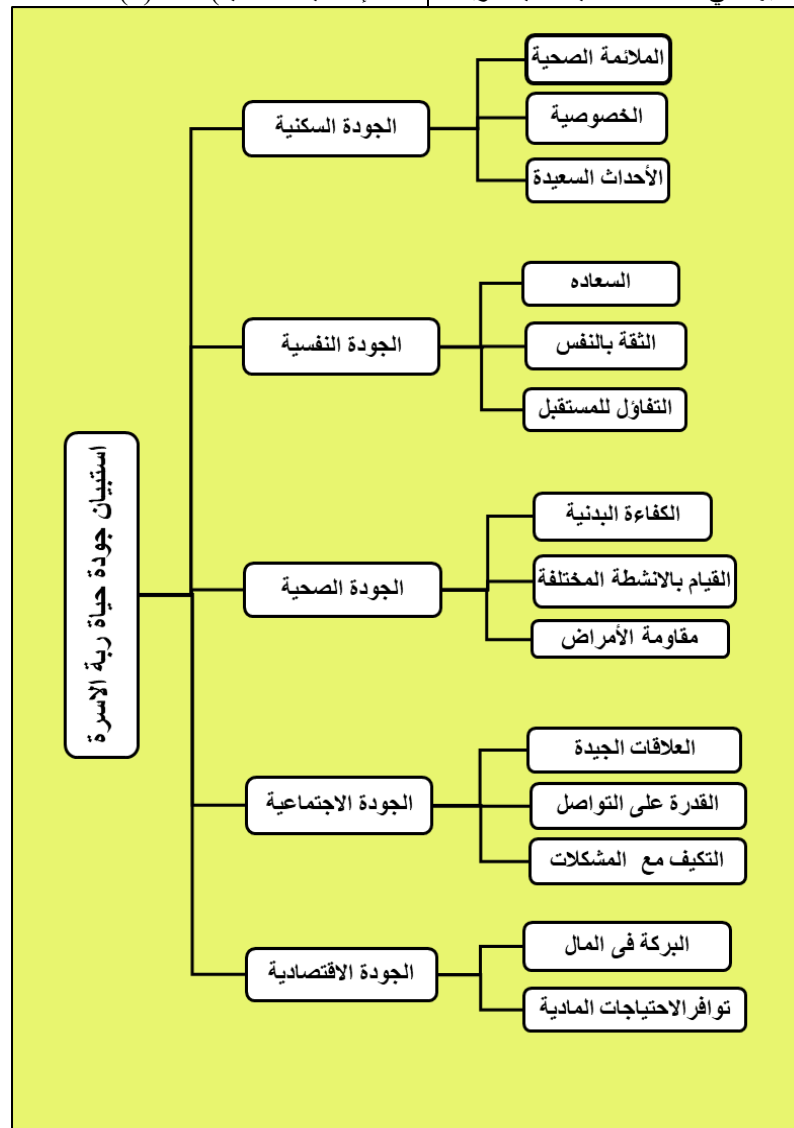 الملائمة الصحية
الجودة السكنية
الخصوصية
الأحداث السعيدة
السعاده
الجودة النفسية
الثقة بالنفس
التفاؤل للمستقبل
استبيان جودة حياة ربة الاسرة
الكفاءة البدنية
الجودة الصحية
القيام بالانشطة المختلفة
مقاومة الأمراض
العلاقات الجيدة
الجودة الاجتماعية
القدرة على التواصل
التكيف مع المشكلات
البركة فى المال
الجودة الاقتصادية
توافر الاحتياجات المادية